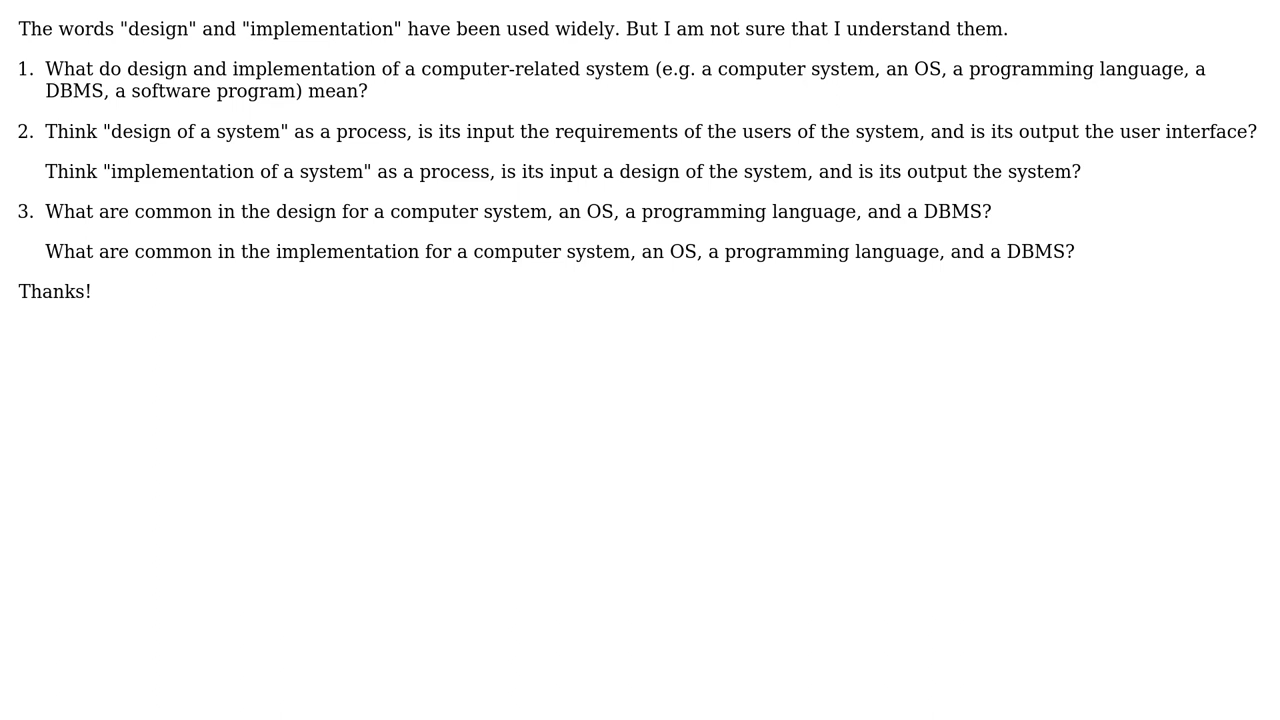 The words "design" and "implementation" have been used widely. But I am not sure that I understand them.
1. What do design and implementation of a computer-related system (e.g. a computer system, an OS, a programming language, a
DBMS, a software program) mean?
2. Think "design of a system" as a process, is its input the requirements of the users of the system, and is its output the user interface?
Think "implementation of a system" as a process, is its input a design of the system, and is its output the system?
3. What are common in the design for a computer system, an OS, a programming language, and a DBMS?
What are common in the implementation for a computer system, an OS, a programming language, and a DBMS?
Thanks!